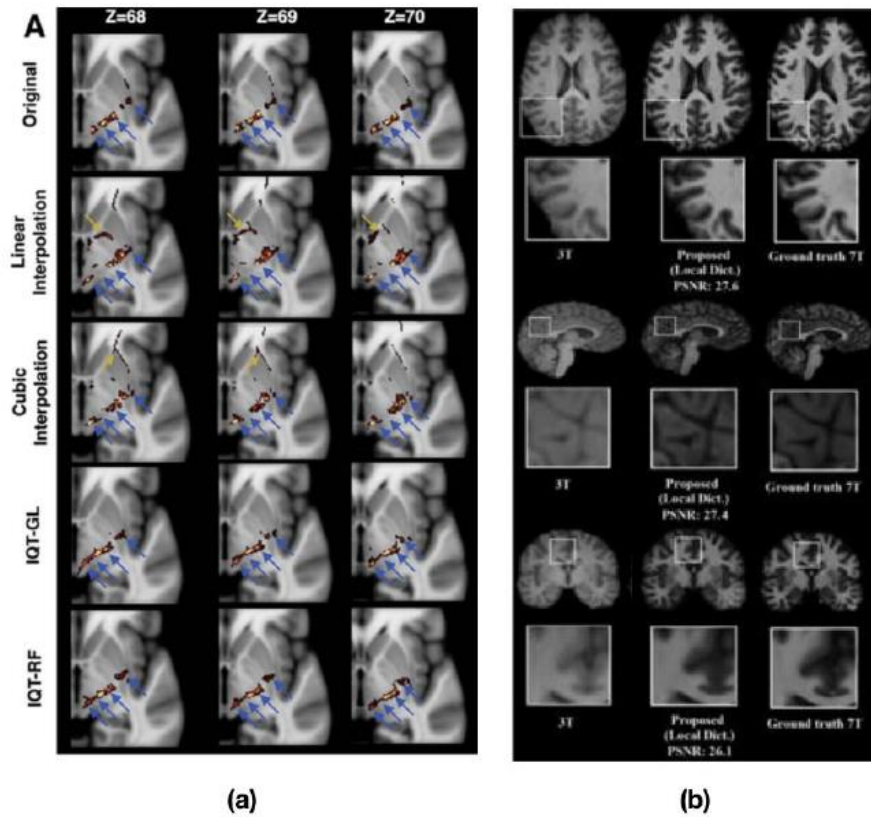 A
Z=68
Z=69
Z=70
Original
Linear
Interpolation
Cubic
Interpolation
IQT-GL
IQT-RF
(a)
3T
Proposed
(Local Dict.)
PSNR: 27.6
Ground truth 7T
3T
Proposed
(Local Dict.)
PSNR: 27.4
Ground truth 7T
3T
Proposed
(Local Dict.)
PSNR: 26.1
Ground truth 7T
(b)